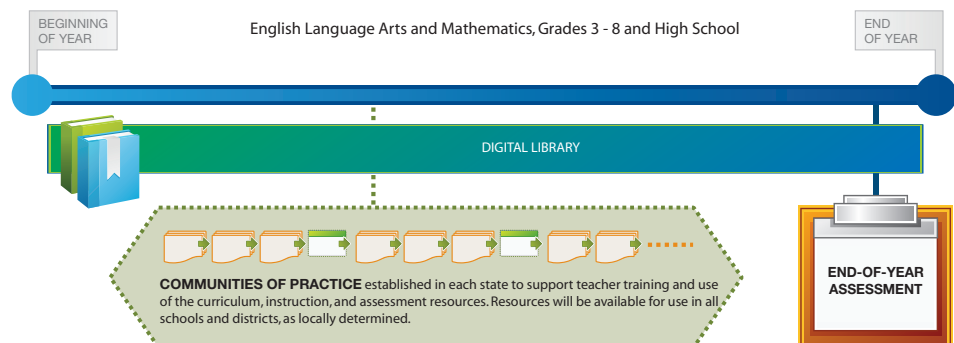 BEGINNING
OF YEAR
English Language Arts and Mathematics, Grades 3 - 8 and High School
END
OF YEAR
DIGITAL LIBRARY
COMMUNITIES OF PRACTICE established in each state to support teacher training and use
of the curriculum, instruction, and assessment resources. Resources will be available for use in all
schools and districts, as locally determined.
END-OF-YEAR
ASSESSMENT